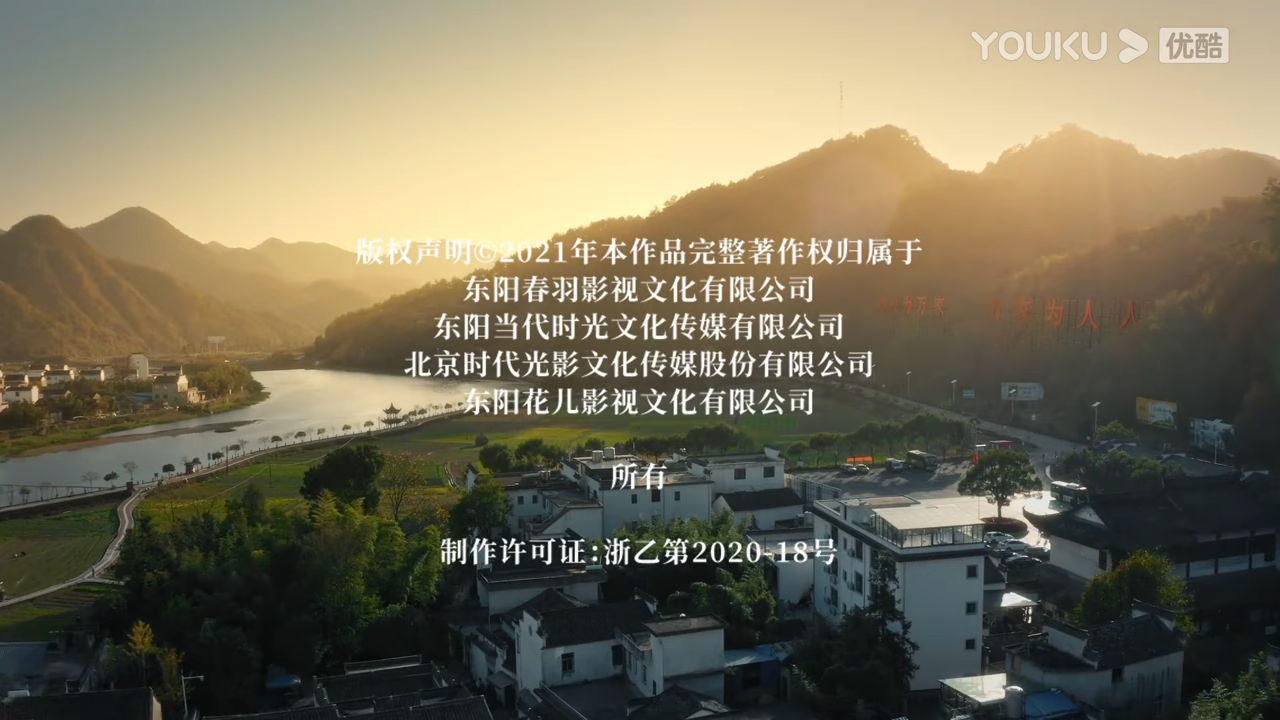 YOUKU 优酷
版权声明©2021年本作品完整著作权归属于
东阳春羽影视文化有限公司
东阳当代时光文化传媒有限公司
北京时代光影文化传媒股份有限公司
东阳花儿影视文化有限公司
为人人
所有
制作许可证:浙乙第2020-18号